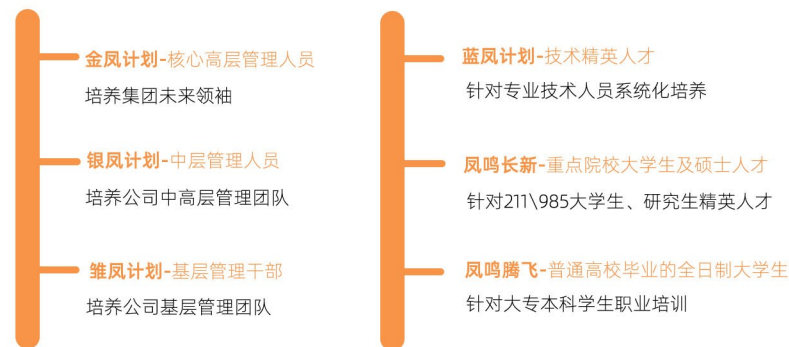 金凤计划-核心高层管理人员
培养集团未来领袖
银凤计划-中层管理人员
培养公司中高层管理团队
雏凤计划-基层管理干部
培养公司基层管理团队
蓝凤计划-技术精英人才
针对专业技术人员系统化培养
凤鸣长新-重点院校大学生及硕士人才
针对211\985大学生、研究生精英人才
凤鸣腾飞-普通高校毕业的全日制大学生
针对大专本科学生职业培训